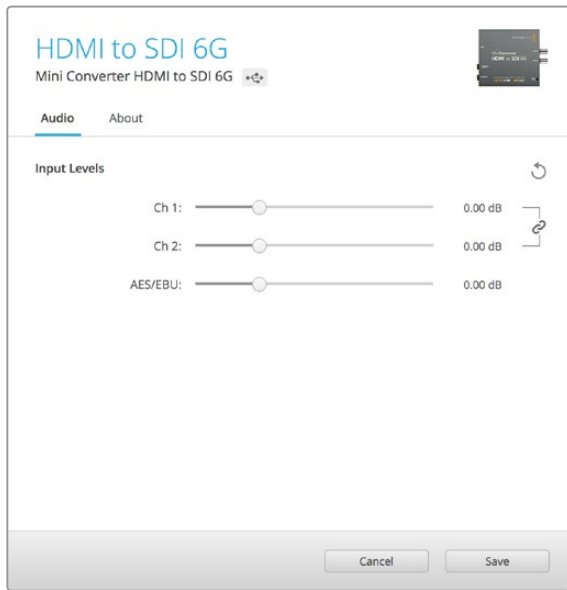 HDMI to SDI 6G
Mini Converter HDMI to SDI 6G
Audio About
Input Levels
Ch 1: 0.00 dB
Ch 2: 0.00 dB
AES/EBU: 0.00 dB
Cancel Save